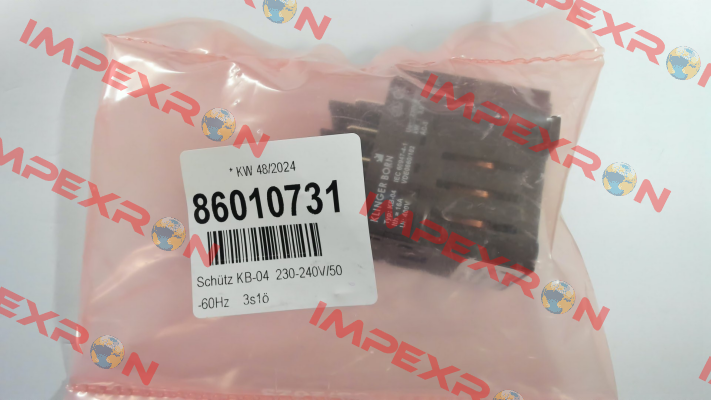 IMPEXRON
IMPEXRON
IMPEXRON
IMPEXRON
IMPEXRON
IMPEXRON
IMPEXRON
IMPEXRON
* KW 48/2024
86010731
Schütz KB-04 230-240V/50
-60Hz 3s1ö
KLINGER BORN